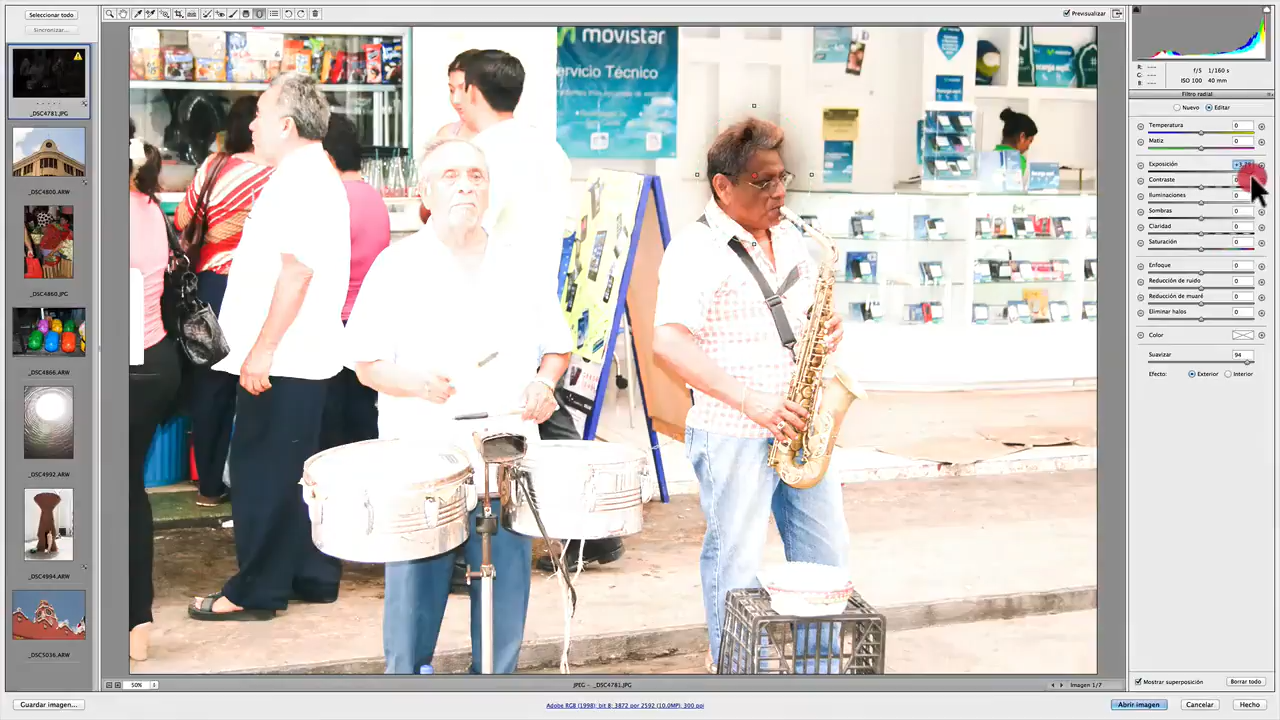 Seleccionar todo
Sincronizar...
_DSC4781.JPG
_DSC4800.ARW
_DSC4860.JPG
_DSC4866.ARW
_DSC4992.ARW
_DSC4994.ARW
_DSC5036.ARW
Previsualizar
movistar
ervicio Técnico
R: ---
G: ---
B: ---
f/5 1/160 s
ISO 100 40 mm
Filtro radial
Nuevo Editar
Temperatura 0
Matiz 0
Exposición
Contraste 0
Iluminaciones 0
Sombras 0
Claridad 0
Saturación 0
Enfoque 0
Reducción de ruido 0
Reducción de muaré 0
Eliminar halos 0
Color
Suavizar 94
Efecto: Exterior Interior
Mostrar superposición Borrar todo
50%
JPEG - _DSC4781.JPG
Imagen 1/7
Guardar imagen...
Adobe RGB (1998); bit 8; 3872 por 2592 (10,0MP); 300 ppi
Abrir imagen Cancelar Hecho